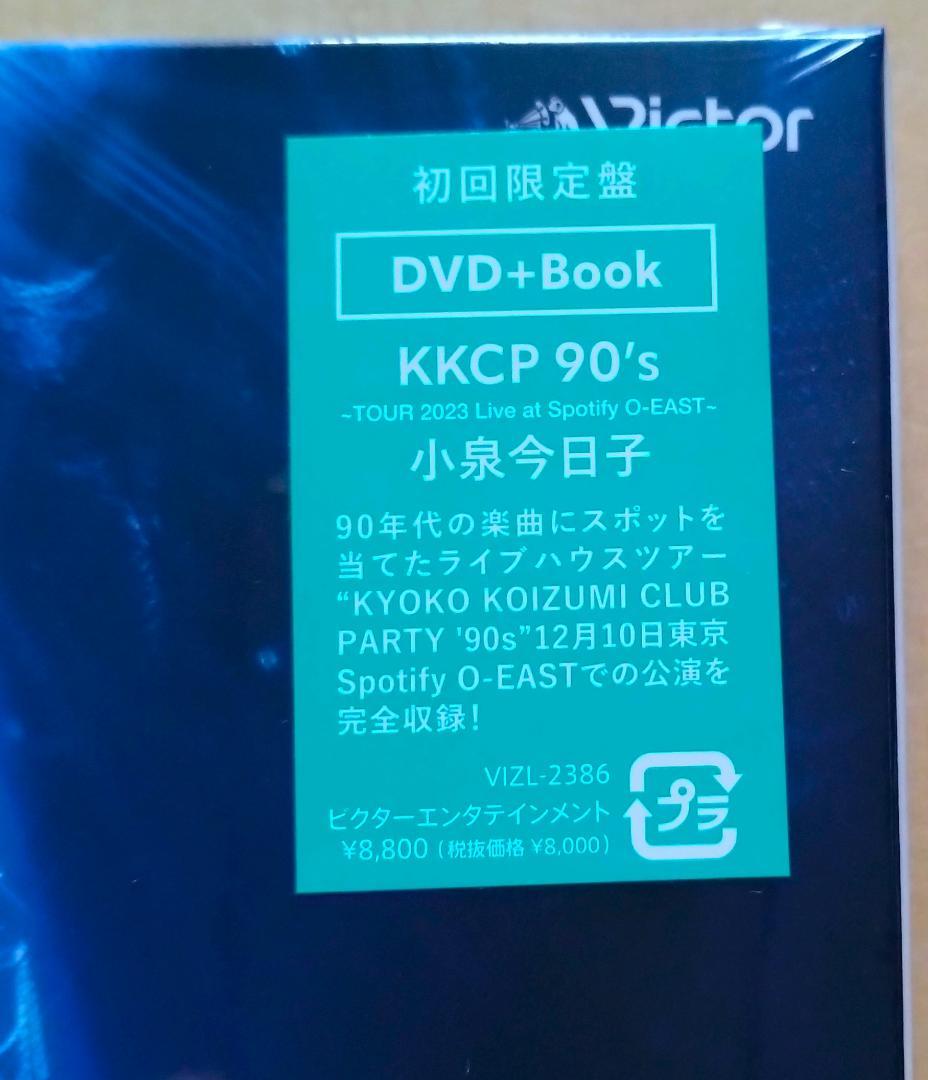 Victor
初回限定盤
DVD+Book
KKCP 90's
~TOUR 2023 Live at Spotify O-EAST~
小泉今日子
90年代の楽曲にスポットを
当てたライブハウスツアー
“KYOKO KOIZUMI CLUB
PARTY '90s”12月10日東京
Spotify O-EASTでの公演を
完全収録!
VIZL-2386
ビクターエンタテインメント
¥8,800 (税抜価格 ¥8,000)
プラ